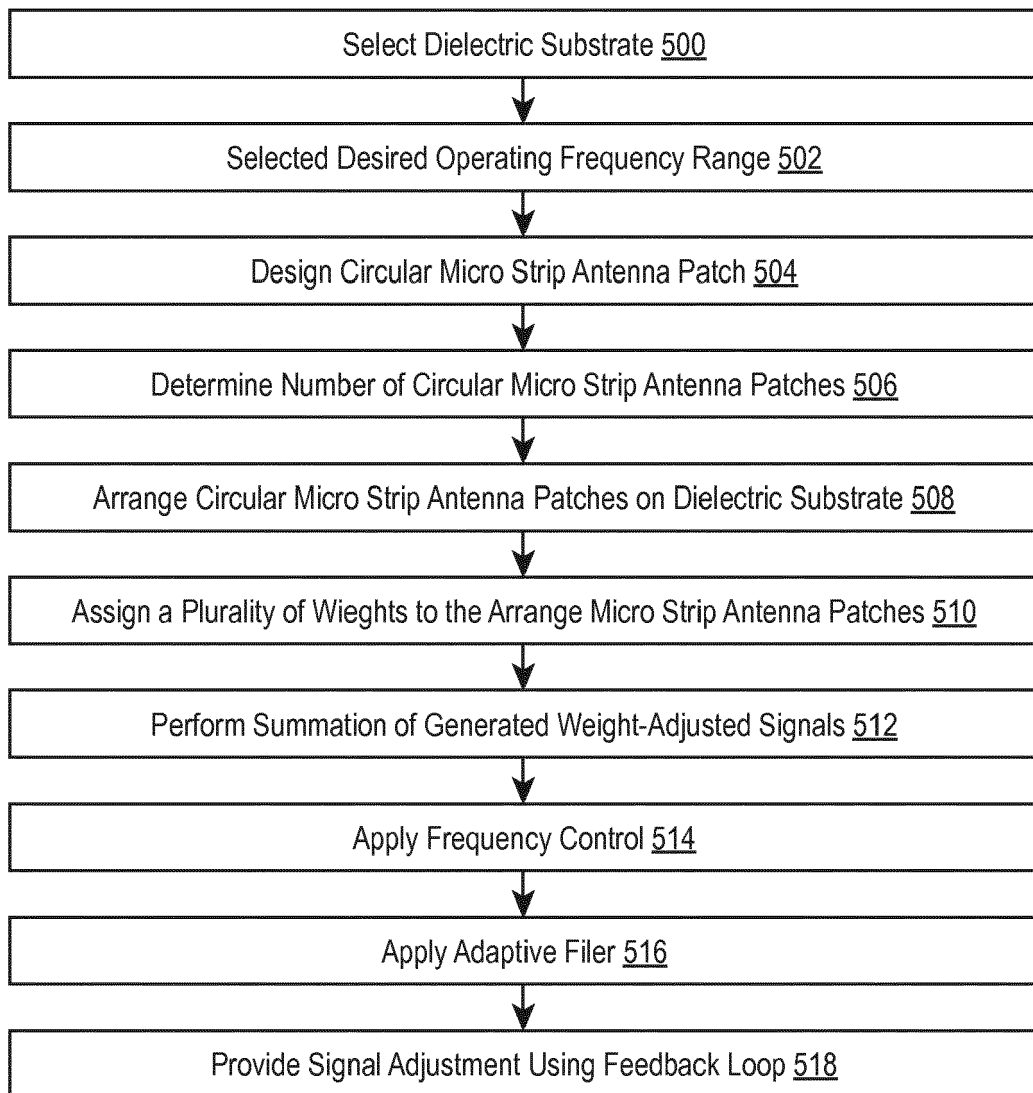 Select Dielectric Substrate 500
Selected Desired Operating Frequency Range 502
Design Circular Micro Strip Antenna Patch 504
Determine Number of Circular Micro Strip Antenna Patches 506
Arrange Circular Micro Strip Antenna Patches on Dielectric Substrate 508
Assign a Plurality of Wieghts to the Arrange Micro Strip Antenna Patches 510
Perform Summation of Generated Weight-Adjusted Signals 512
Apply Frequency Control 514
Apply Adaptive Filer 516
Provide Signal Adjustment Using Feedback Loop 518